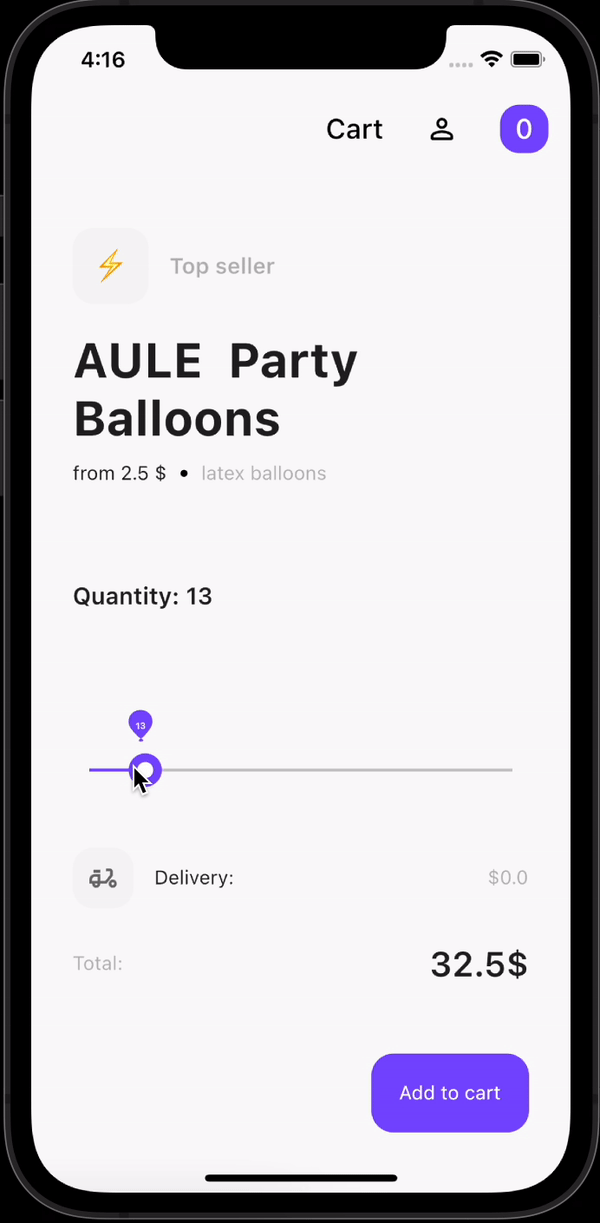 4:16
Cart
0
Top seller
AULE Party
Balloons
from 2.5 $ • latex balloons
Quantity: 13
13
Delivery: $0.0
Total: 32.5$
Add to cart